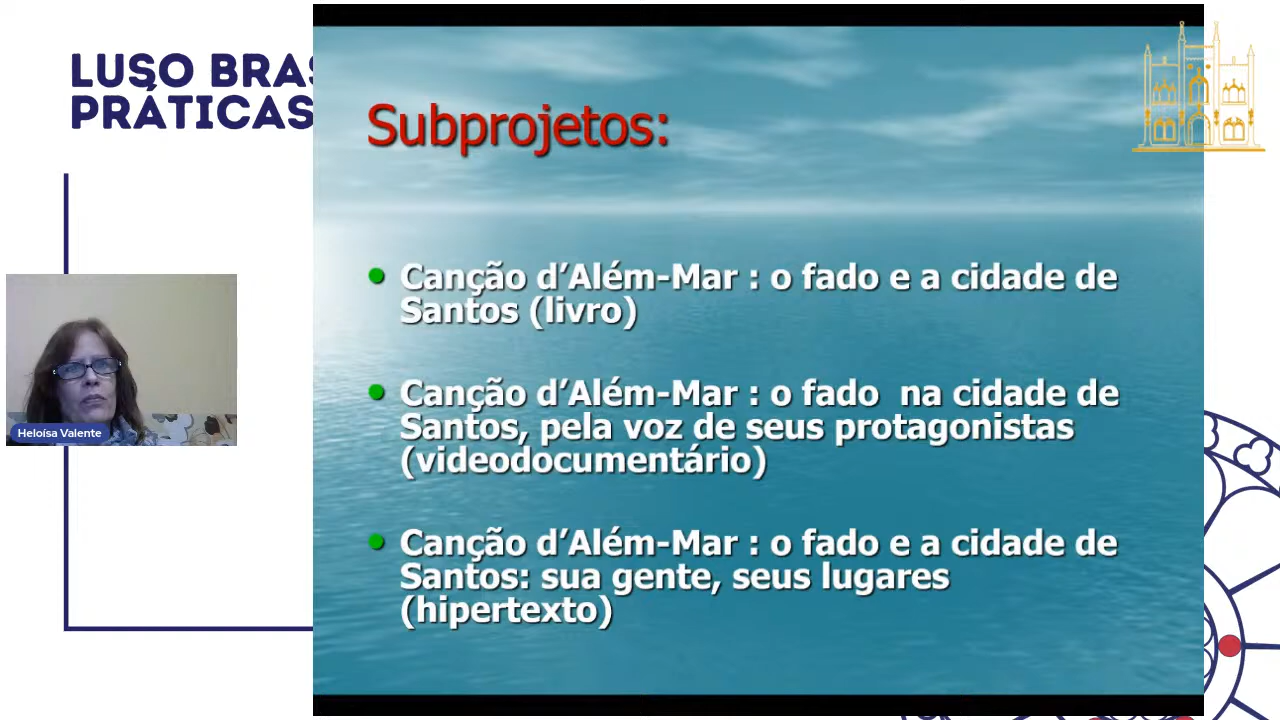 LUSO BRAS
PRÁTICAS
Subprojetos:
Canção d’Além-Mar : o fado e a cidade de
Santos (livro)
Canção d’Além-Mar : o fado na cidade de
Santos, pela voz de seus protagonistas
(videodocumentário)
Canção d’Além-Mar : o fado e a cidade de
Santos: sua gente, seus lugares
(hipertexto)
Heloísa Valente